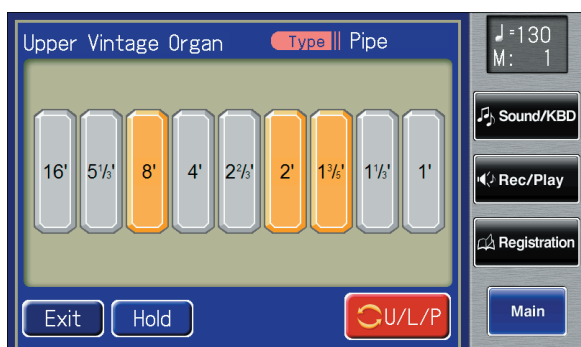 Upper Vintage Organ Type Pipe
♩=130
M: 1
16' 5⅓' 8' 4' 2⅔' 2' 1⅗' 1⅓' 1'
Sound/KBD
Rec/Play
Registration
Exit Hold U/L/P Main